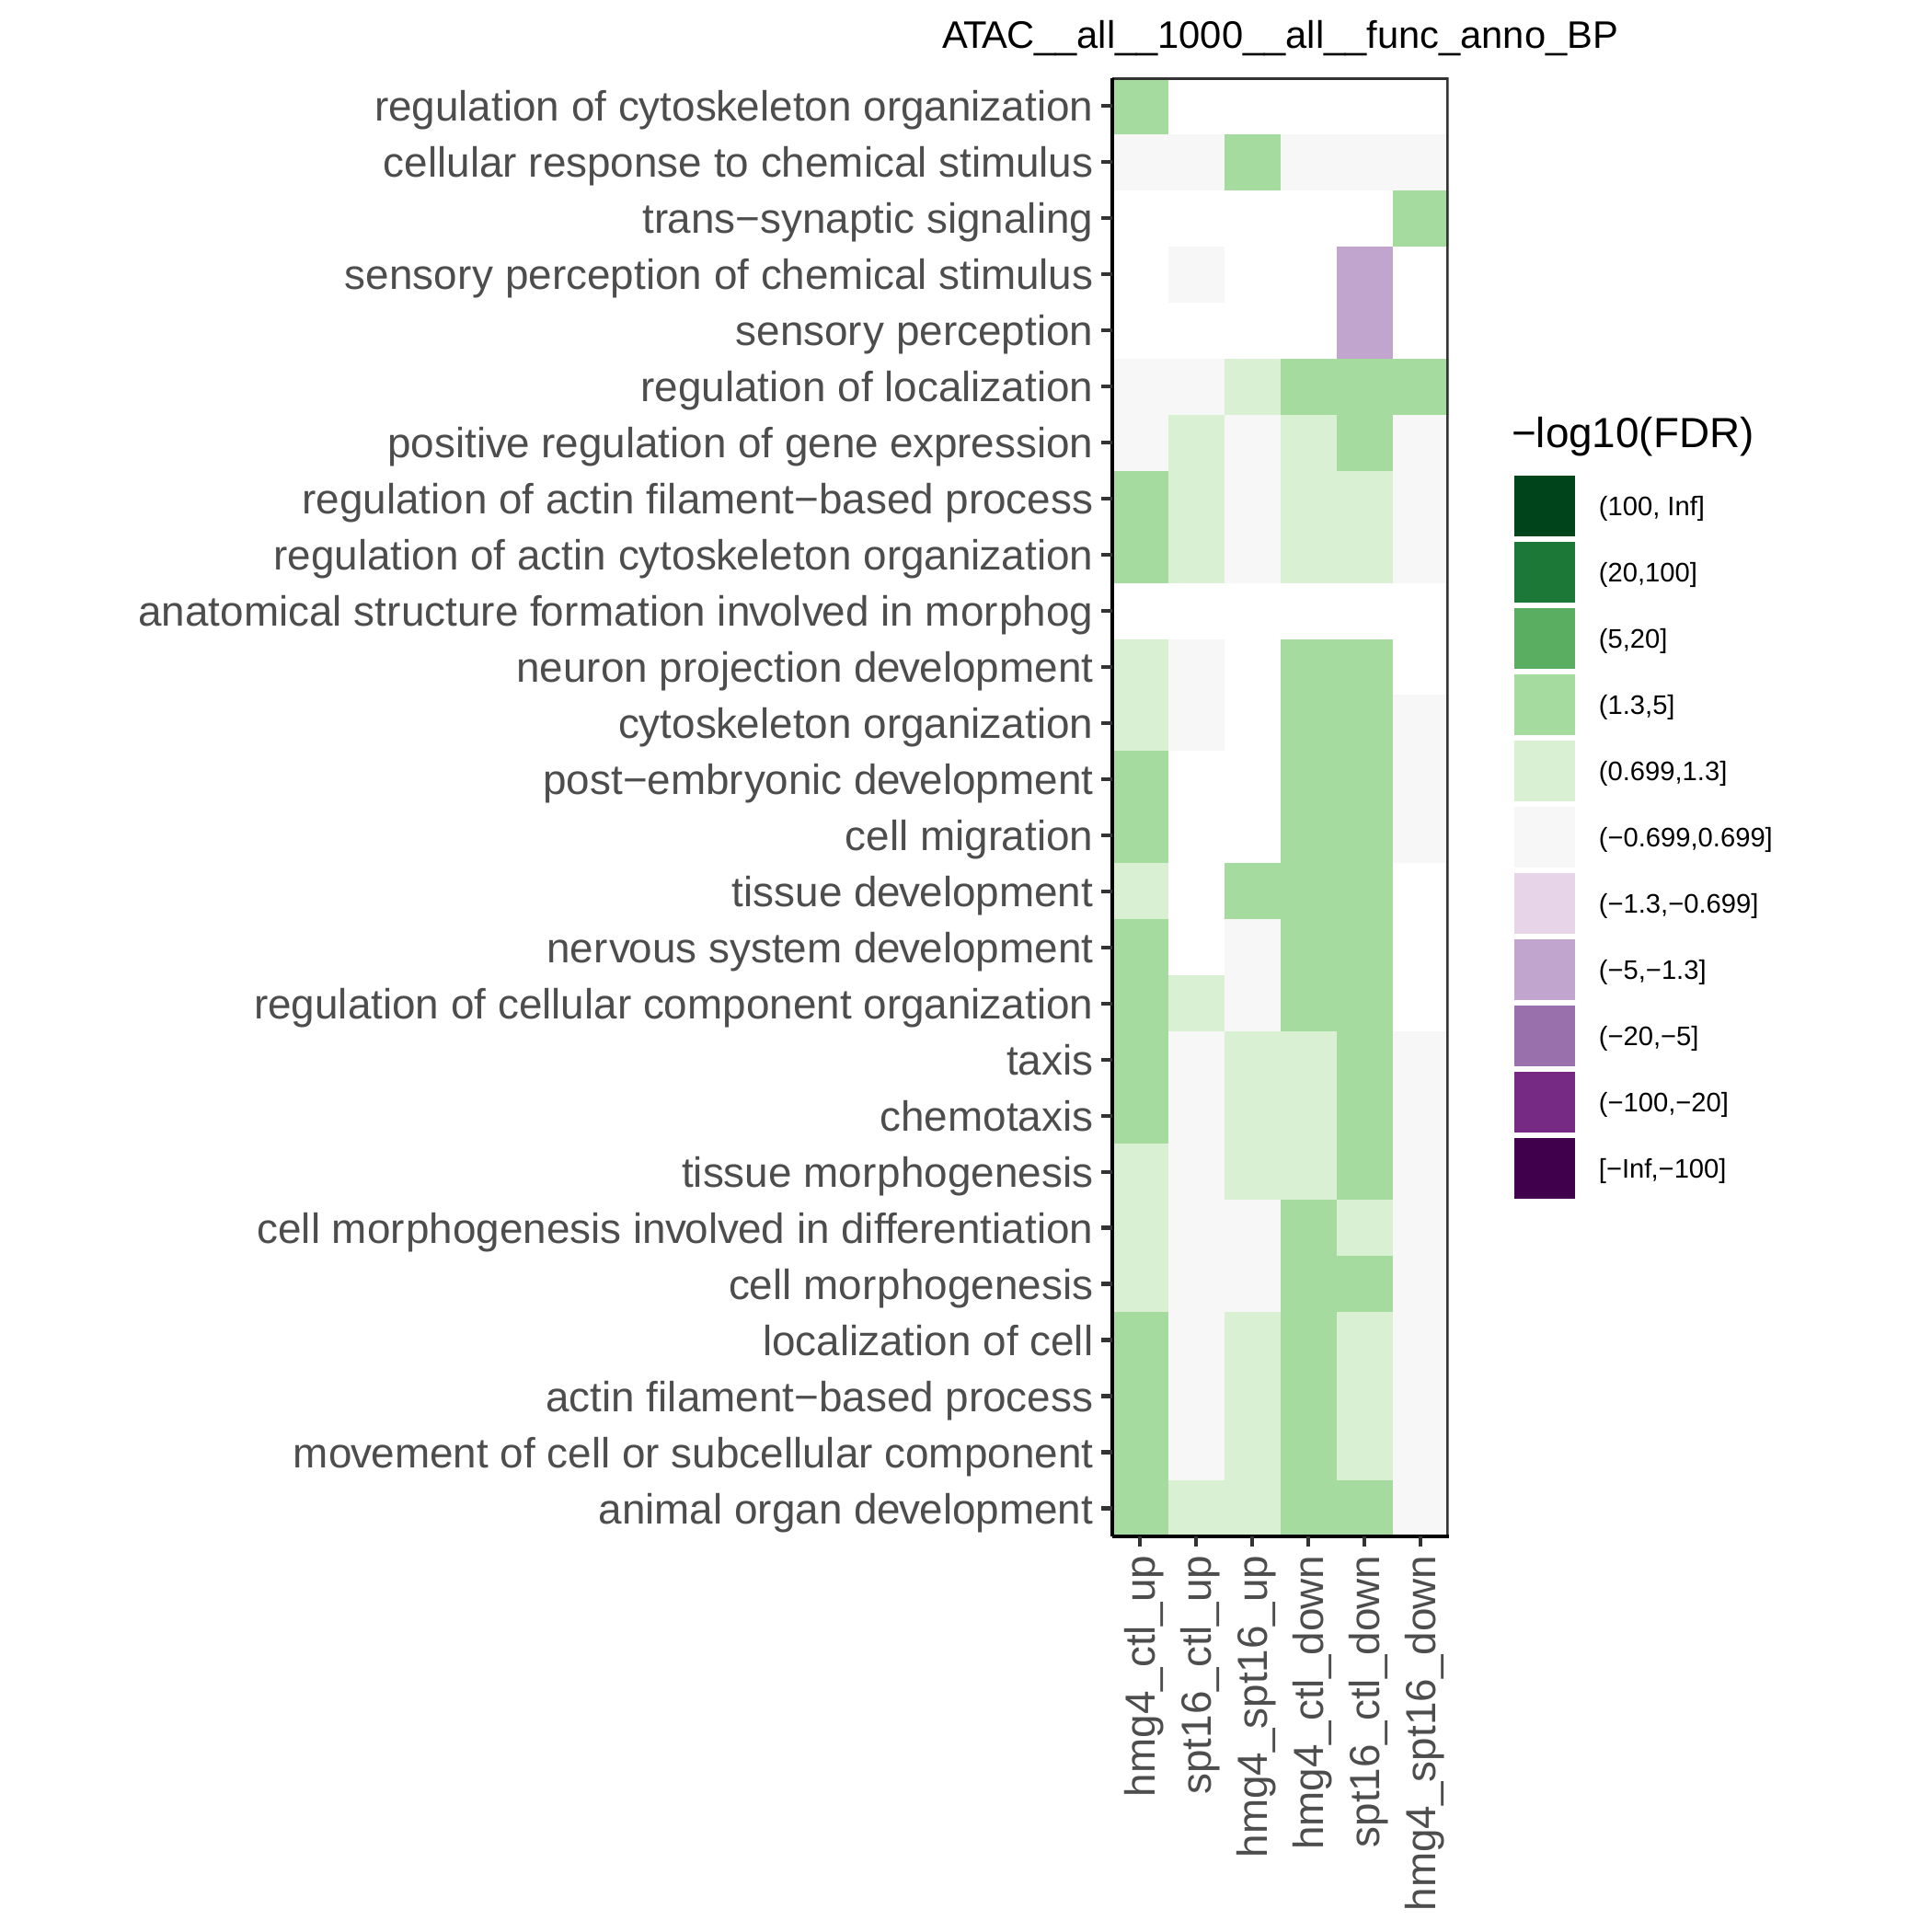 ATAC__all__1000__all__func_anno_BP
regulation of cytoskeleton organization
cellular response to chemical stimulus
trans−synaptic signaling
sensory perception of chemical stimulus
sensory perception
regulation of localization
positive regulation of gene expression
regulation of actin filament−based process
regulation of actin cytoskeleton organization
anatomical structure formation involved in morphog
neuron projection development
cytoskeleton organization
post−embryonic development
cell migration
tissue development
nervous system development
regulation of cellular component organization
taxis
chemotaxis
tissue morphogenesis
cell morphogenesis involved in differentiation
cell morphogenesis
localization of cell
actin filament−based process
movement of cell or subcellular component
animal organ development
hmg4_ctl_up
spt16_ctl_up
hmg4_spt16_up
hmg4_ctl_down
spt16_ctl_down
hmg4_spt16_down
−log10(FDR)
(100, Inf]
(20,100]
(5,20]
(1.3,5]
(0.699,1.3]
(−0.699,0.699]
(−1.3,−0.699]
(−5,−1.3]
(−20,−5]
(−100,−20]
[−Inf,−100]